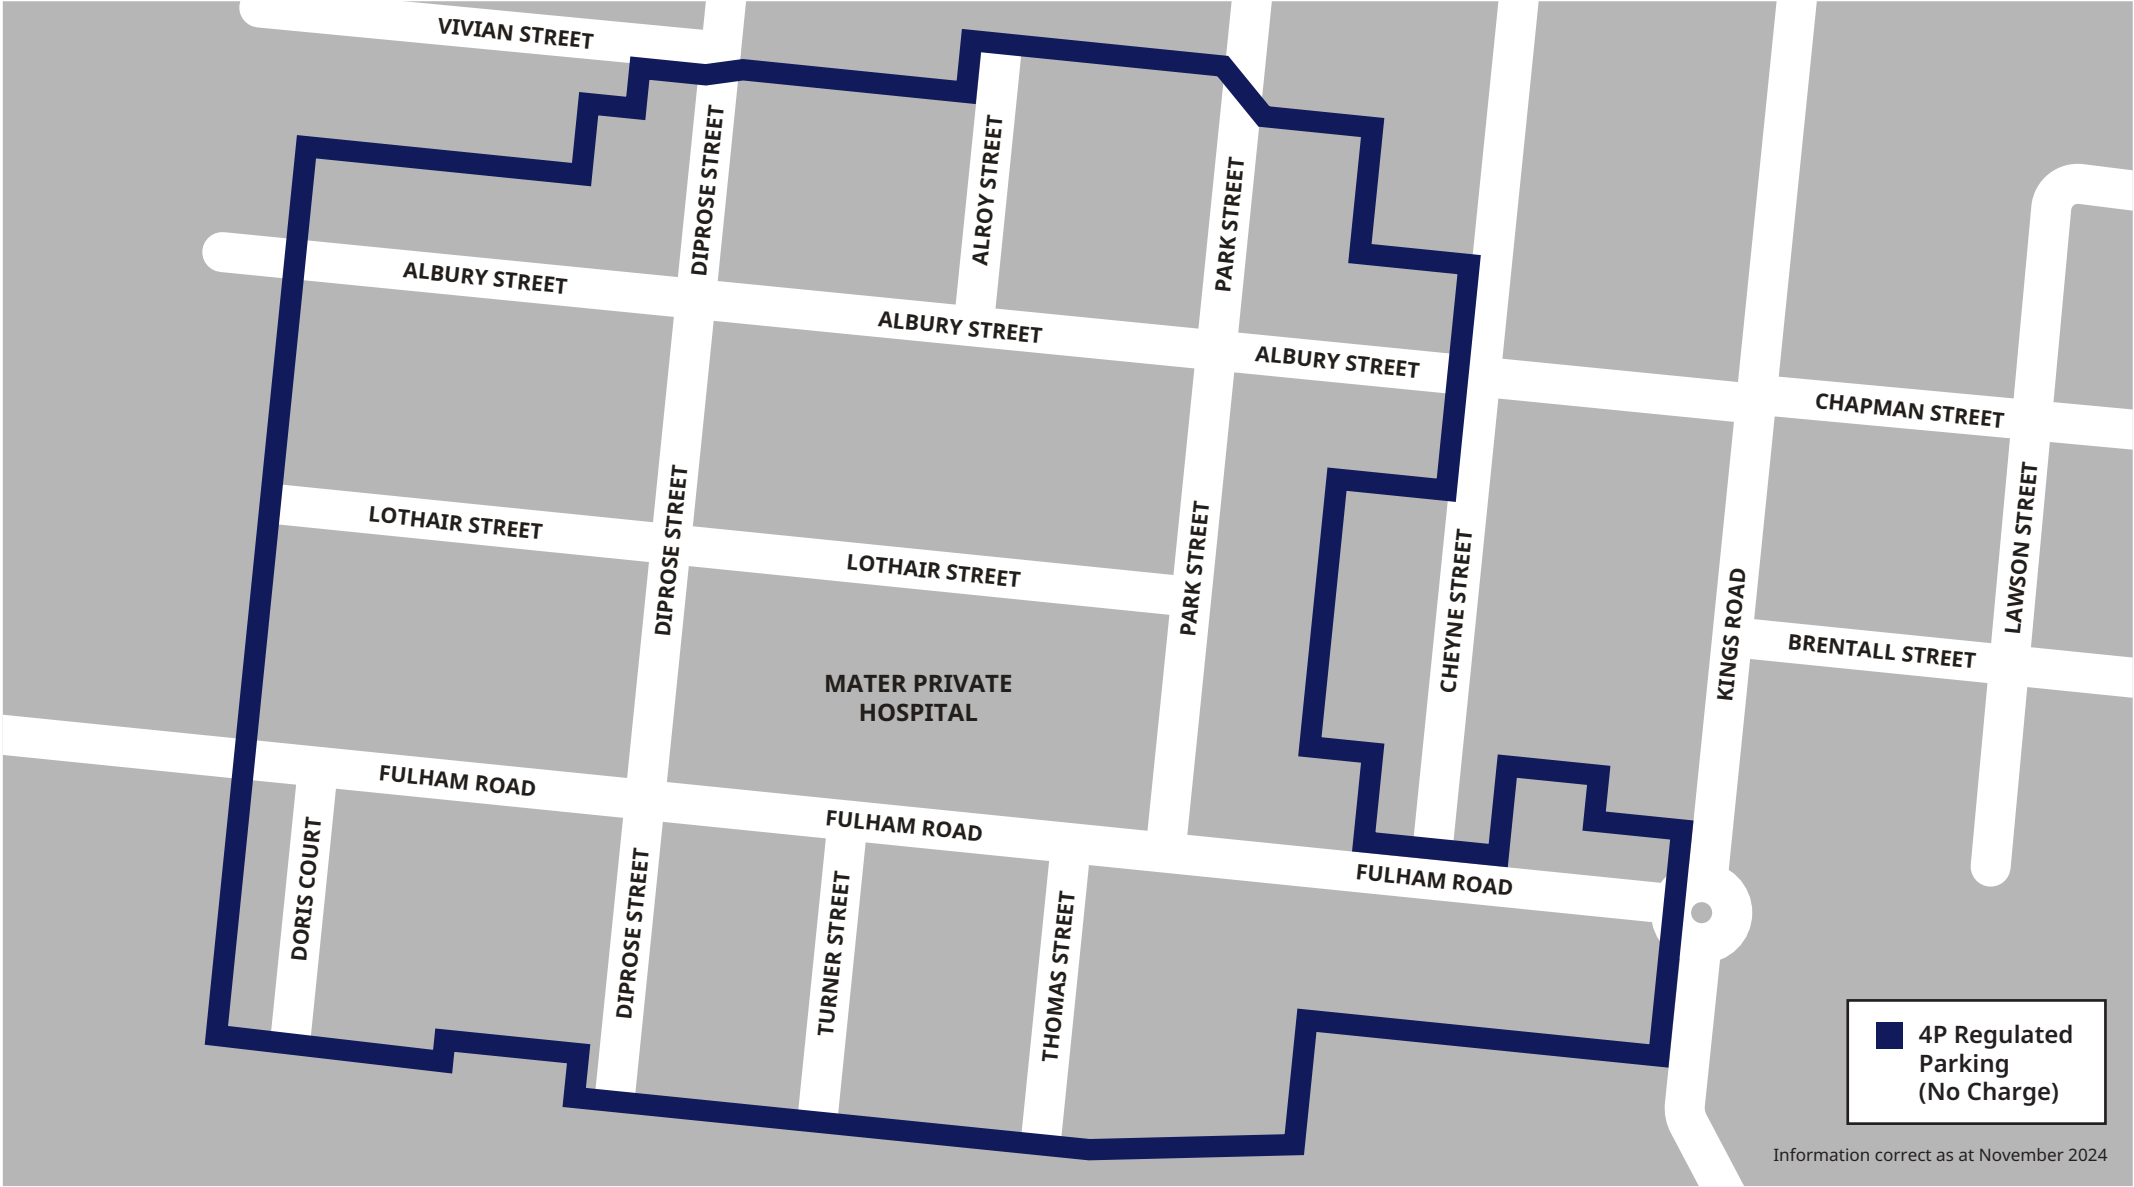 VIVIAN STREET
DIPROSE STREET
ALROY STREET
PARK STREET
ALBURY STREET
ALBURY STREET
ALBURY STREET
CHAPMAN STREET
LOTHAIR STREET
DIPROSE STREET
LOTHAIR STREET
PARK STREET
CHEYNE STREET
KINGS ROAD
LAWSON STREET
BRENTALL STREET
MATER PRIVATE
HOSPITAL
FULHAM ROAD
FULHAM ROAD
FULHAM ROAD
DORIS COURT
DIPROSE STREET
TURNER STREET
THOMAS STREET
4P Regulated
Parking
(No Charge)
Information correct as at November 2024